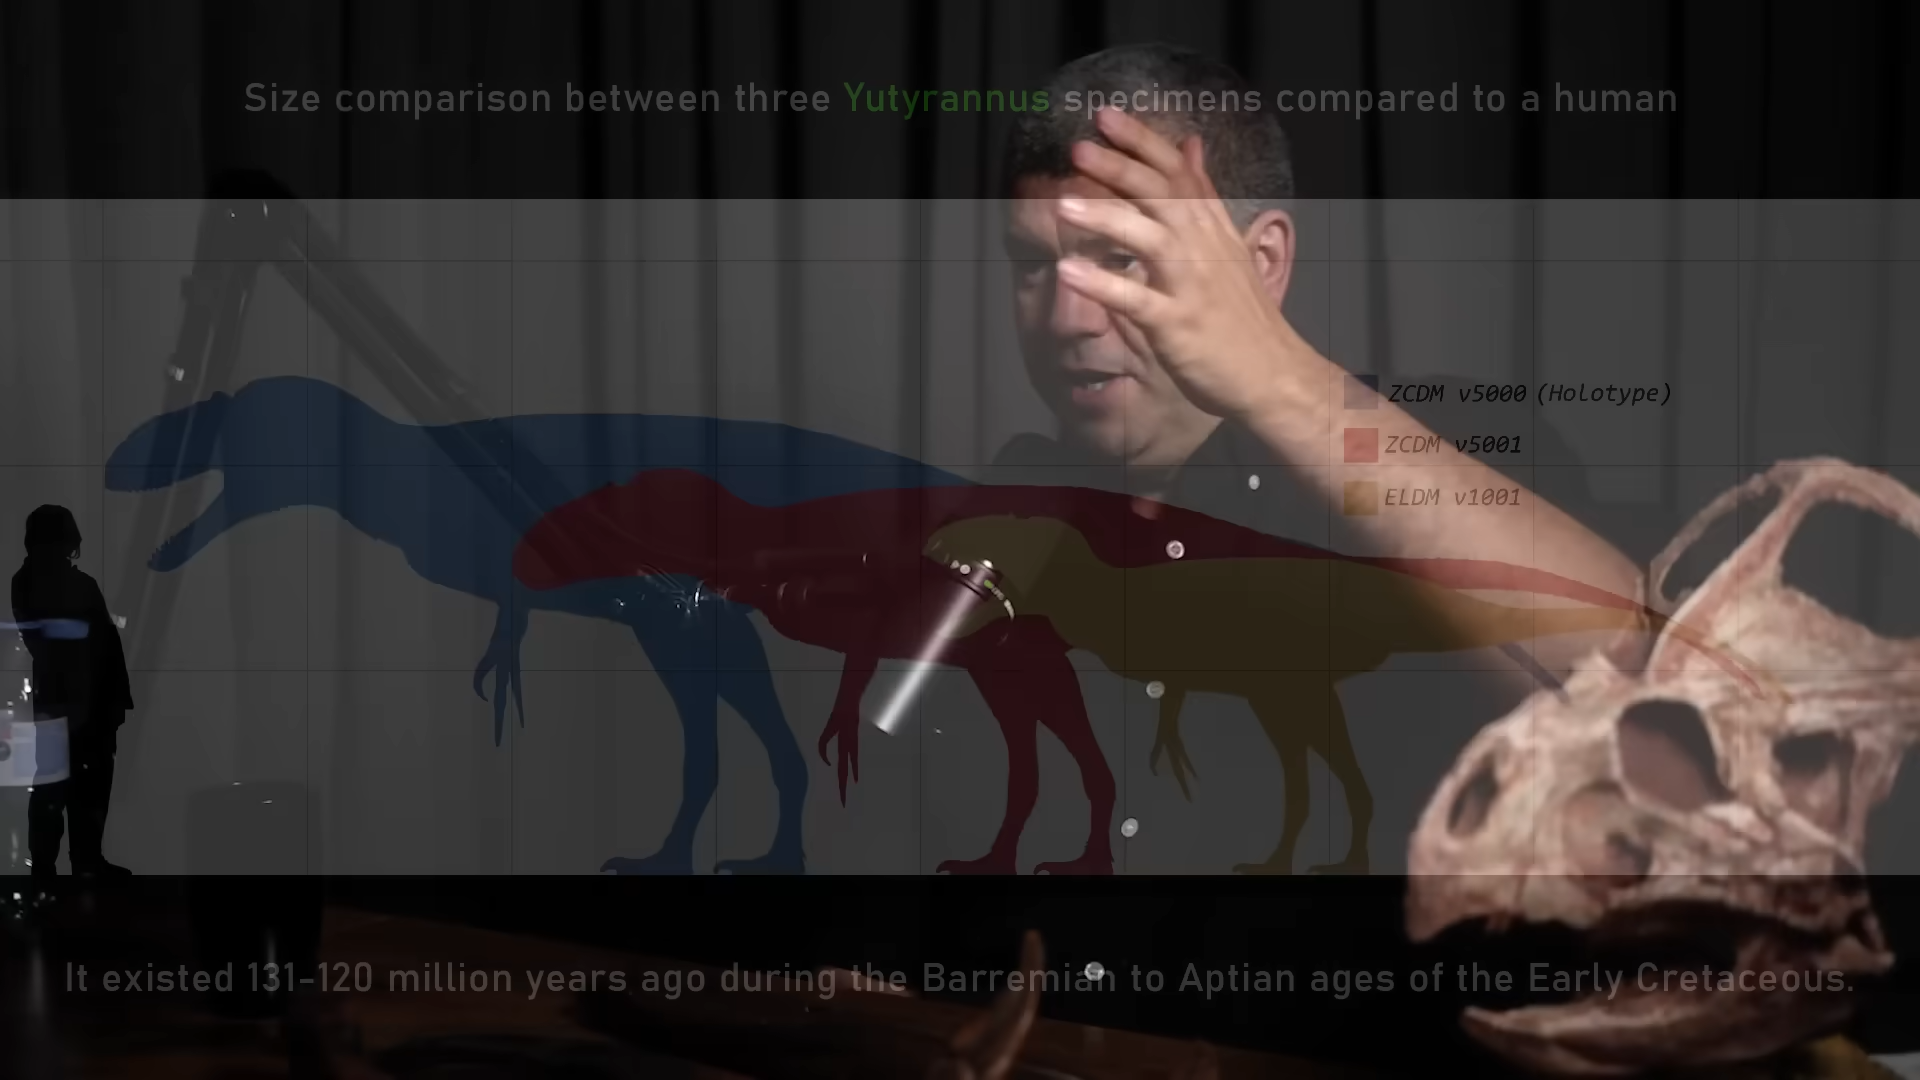 Size comparison between three Yutyrannus specimens compared to a human
ZCDM v5000 (Holotype)
ZCDM v5001
ELDM v1001
It existed 131-120 million years ago during the Barremian to Aptian ages of the Early Cretaceous.